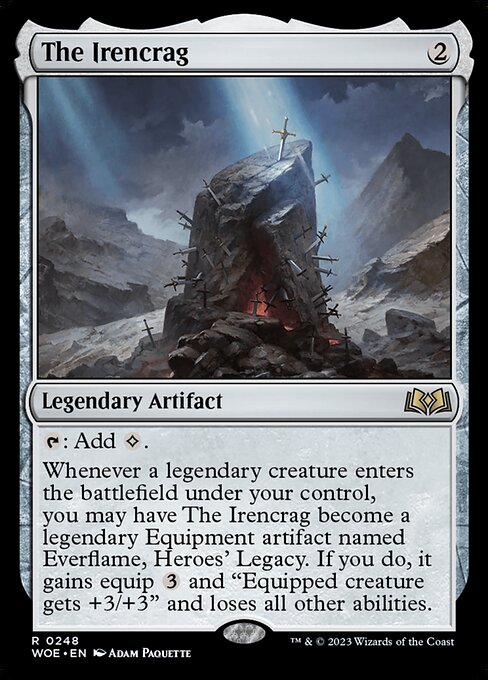 The Irencrag 2
Legendary Artifact
: Add .
Whenever a legendary creature enters
the battlefield under your control,
you may have The Irencrag become a
legendary Equipment artifact named
Everflame, Heroes' Legacy. If you do, it
gains equip 3 and “Equipped creature
gets +3/+3” and loses all other abilities.
R 0248
WOE • EN Adam Paquette
™ & © 2023 Wizards of the Coast